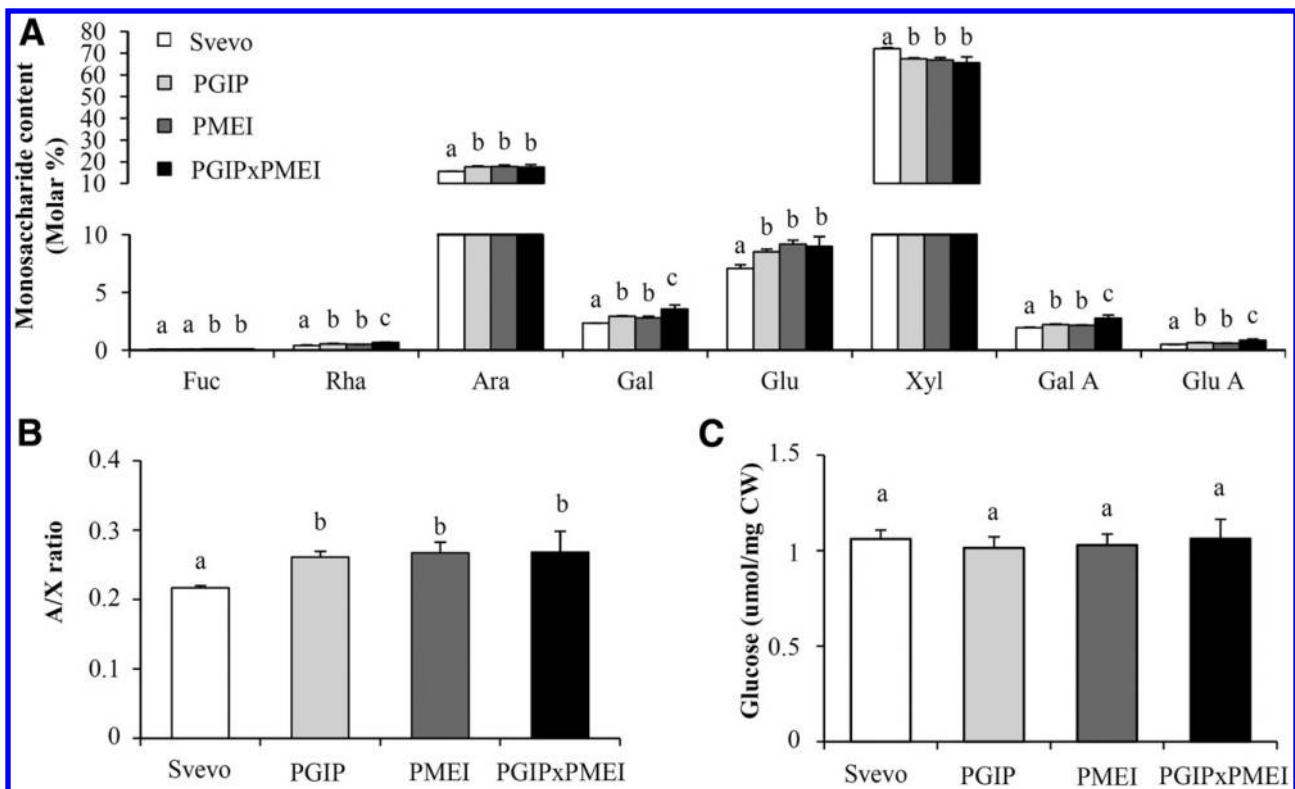 A
Monosaccharide content
(Molar %)
80
70
60
50
40
30
20
10
10
5
0
Svevo
PGIP
PMEI
PGIPxPMEI
a a b b
a b b c
a b b b
a b b c
a b b b
a b b b
a b b c
a b b c
Fuc Rha Ara Gal Glu Xyl Gal A Glu A
B
A/X ratio
0.4
0.3
0.2
0.1
0
a b b b
Svevo PGIP PMEI PGIPxPMEI
C
Glucose (umol/mg CW)
1.5
1
0.5
0
a a a a
Svevo PGIP PMEI PGIPxPMEI